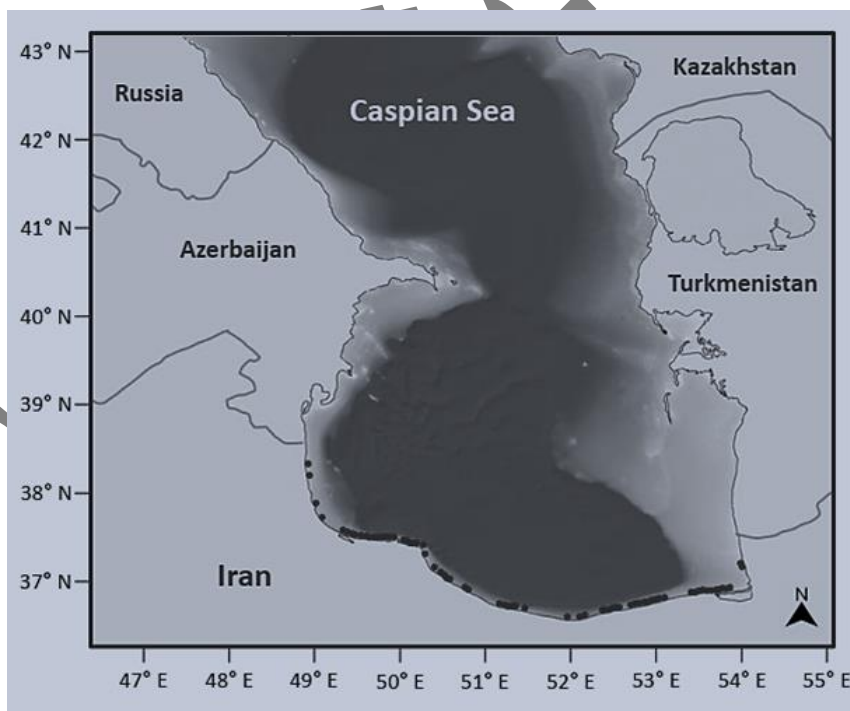 43° N
42° N
41° N
40° N
39° N
38° N
37° N
Russia
Caspian Sea
Kazakhstan
Azerbaijan
Turkmenistan
Iran
N
47° E 48° E 49° E 50° E 51° E 52° E 53° E 54° E 55° E